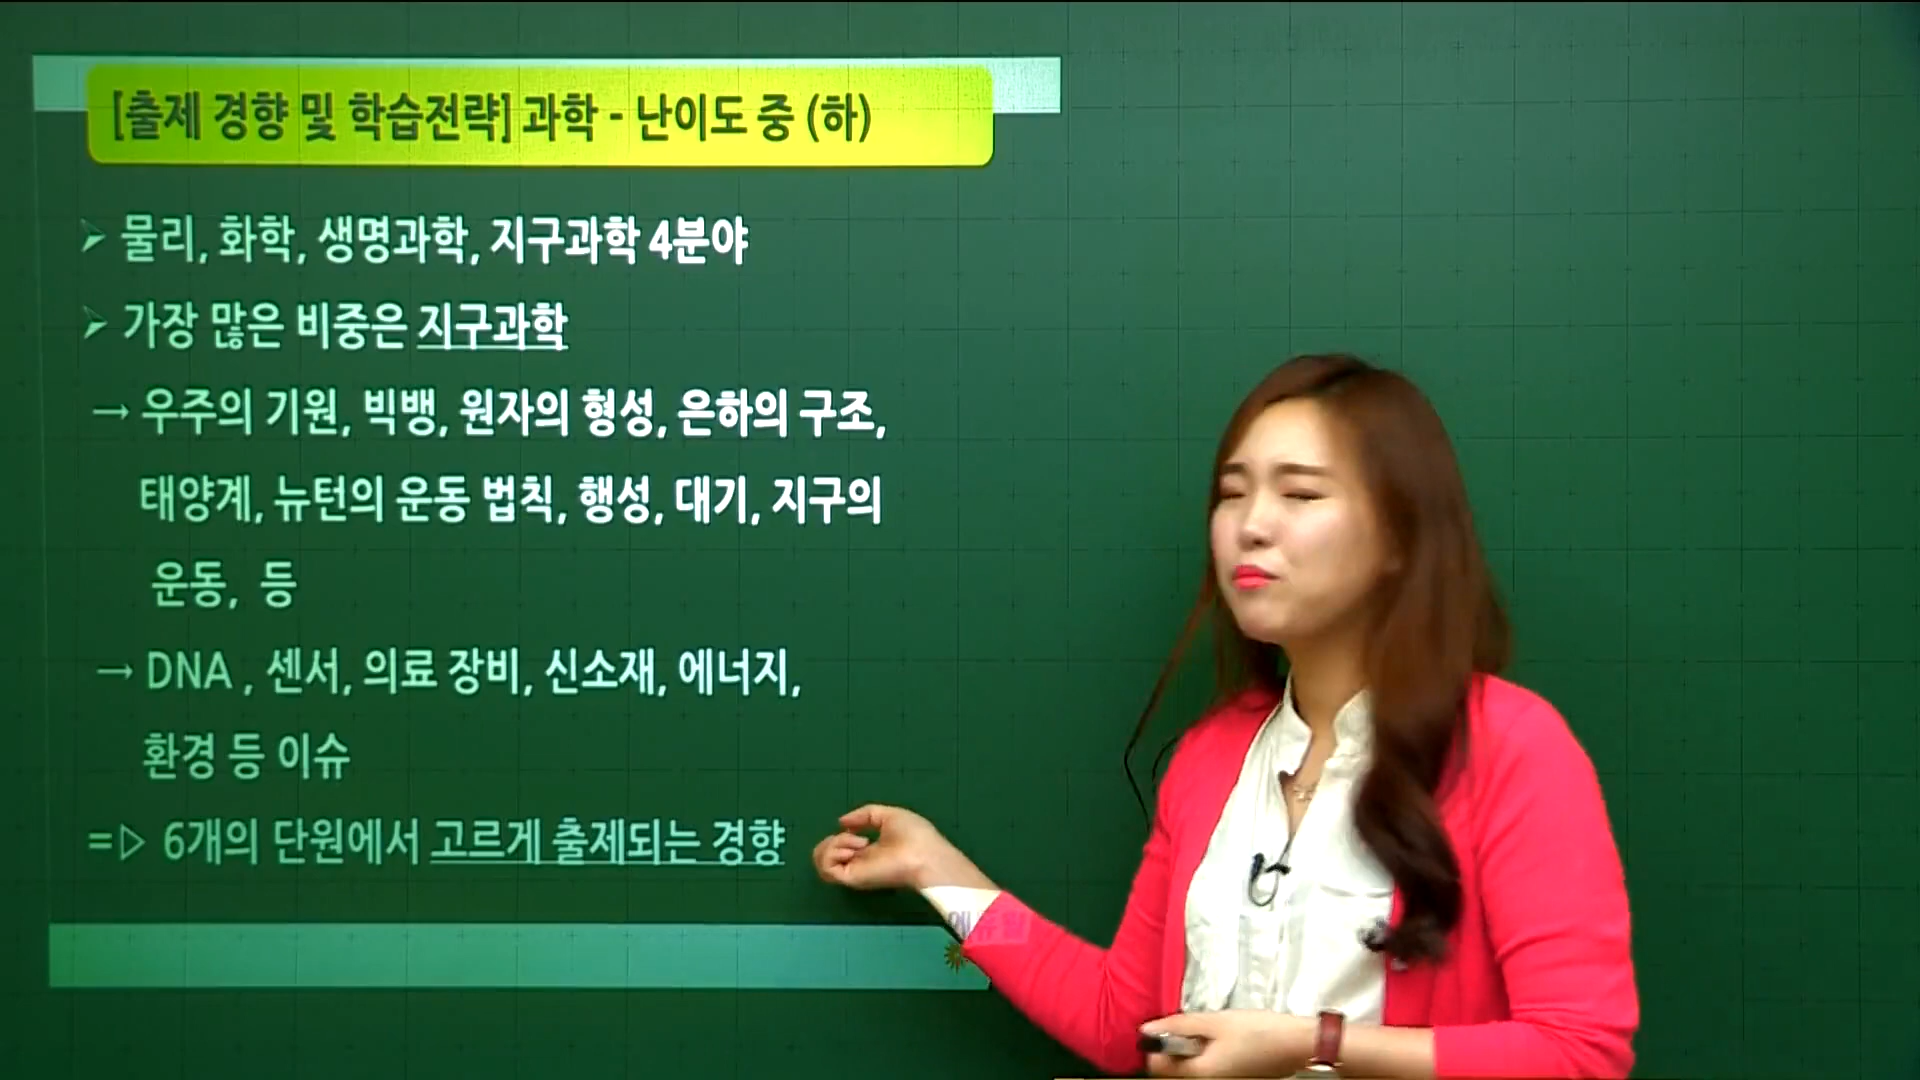 [출제 경향 및 학습전략] 과학 - 난이도 중 (하)
➢ 물리, 화학, 생명과학, 지구과학 4분야
➢ 가장 많은 비중은 지구과학
→ 우주의 기원, 빅뱅, 원자의 형성, 은하의 구조,
태양계, 뉴턴의 운동 법칙, 행성, 대기, 지구의
운동, 등
→ DNA , 센서, 의료 장비, 신소재, 에너지,
환경 등 이슈
=▷ 6개의 단원에서 고르게 출제되는 경향
에듀윌